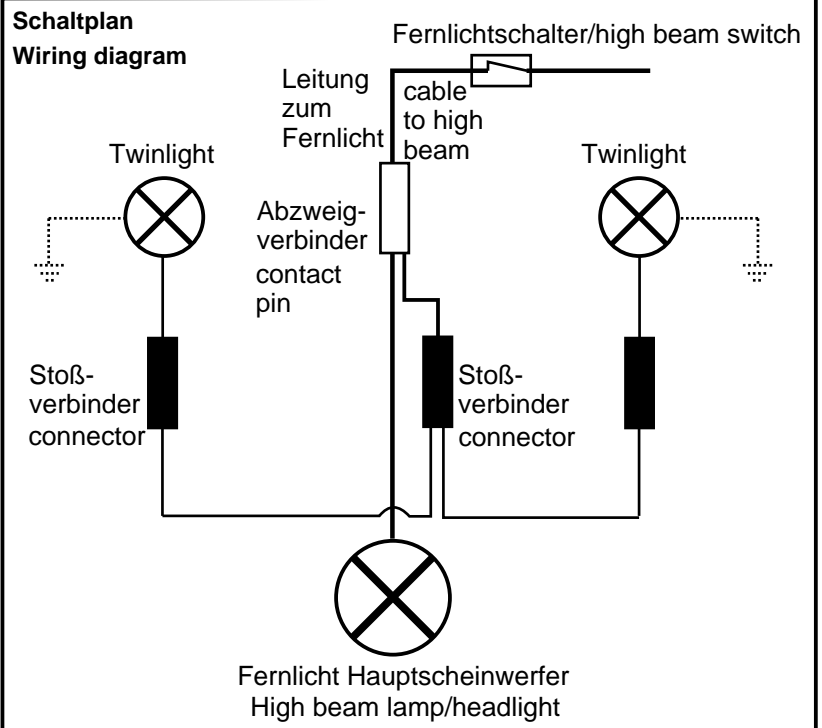 Schaltplan
Wiring diagram
Fernlichtschalter/high beam switch
Leitung
zum
Fernlicht
cable
to high
beam
Twinlight
Twinlight
Abzweig-
verbinder
contact
pin
Stoß-
verbinder
connector
Stoß-
verbinder
connector
Fernlicht Hauptscheinwerfer
High beam lamp/headlight